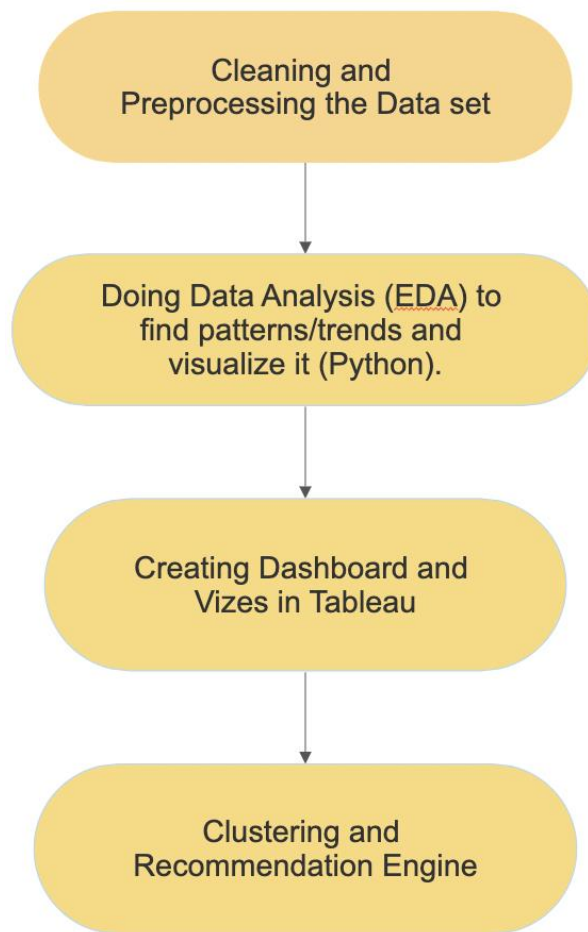 Cleaning and
Preprocessing the Data set
Doing Data Analysis (EDA) to
find patterns/trends and
visualize it (Python).
Creating Dashboard and
Vizes in Tableau
Clustering and
Recommendation Engine